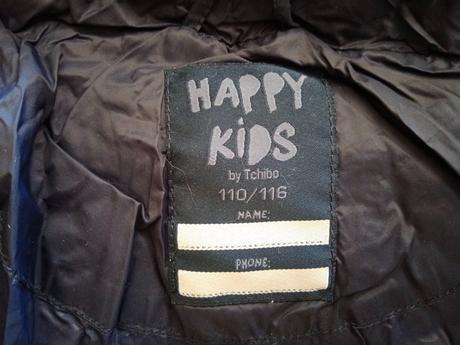 HAPPY
KiDS
by Tchibo
110/116
NAME:
PHONE: